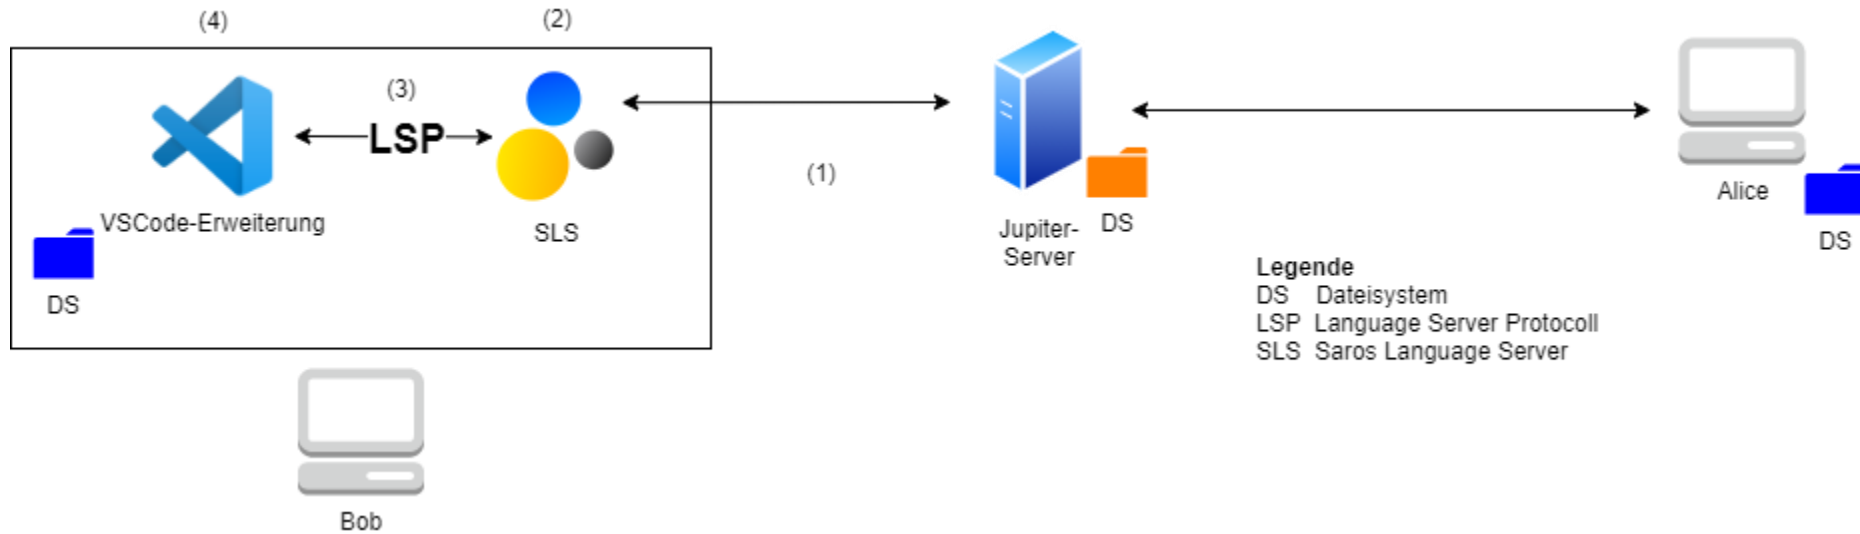 (4)
(2)
(3)
LSP
(1)
VSCode-Erweiterung
SLS
DS
Bob
Jupiter-
Server
DS
Alice
DS
Legende
DS Dateisystem
LSP Language Server Protocoll
SLS Saros Language Server